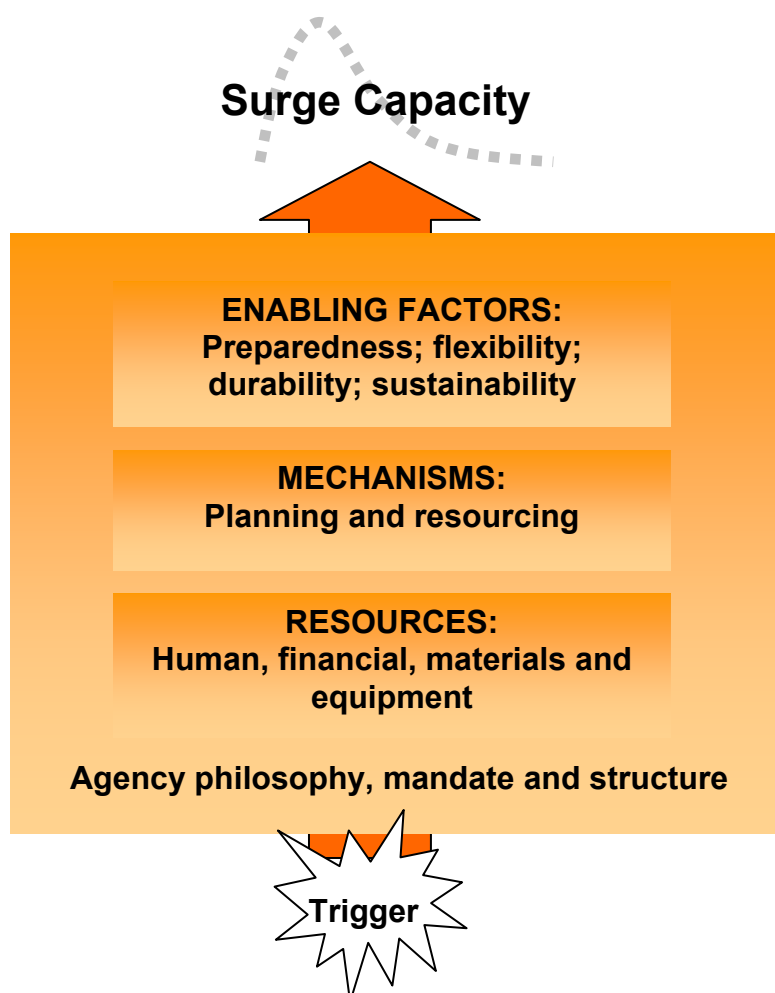 Surge Capacity
ENABLING FACTORS:
Preparedness; flexibility;
durability; sustainability
MECHANISMS:
Planning and resourcing
RESOURCES:
Human, financial, materials and
equipment
Agency philosophy, mandate and structure
Trigger